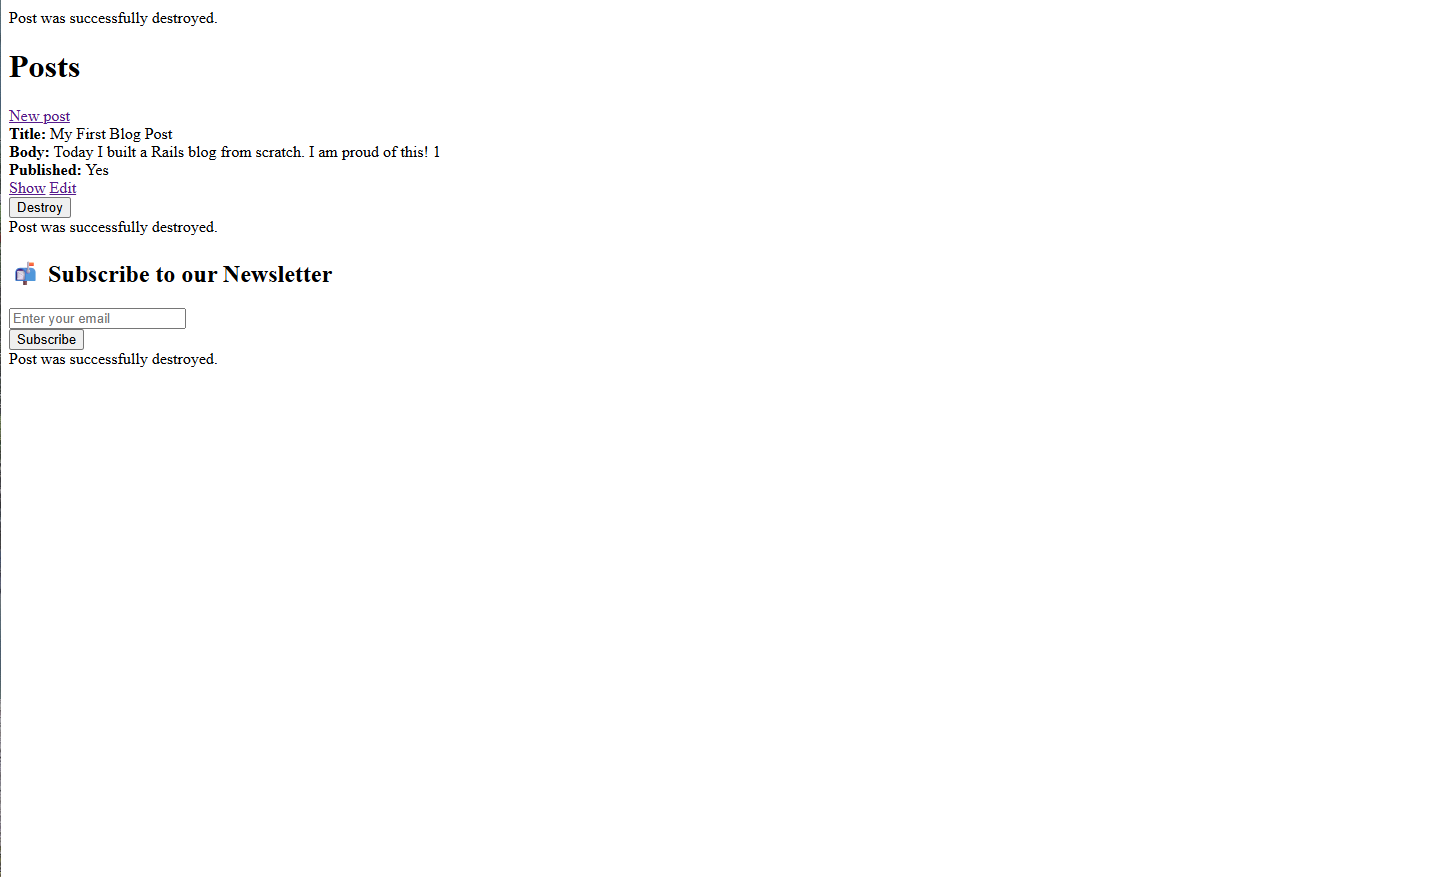 Post was successfully destroyed.
Posts
New post
Title: My First Blog Post
Body: Today I built a Rails blog from scratch. I am proud of this! 1
Published: Yes
Show Edit
Destroy
Post was successfully destroyed.
📬 Subscribe to our Newsletter
Enter your email
Subscribe
Post was successfully destroyed.